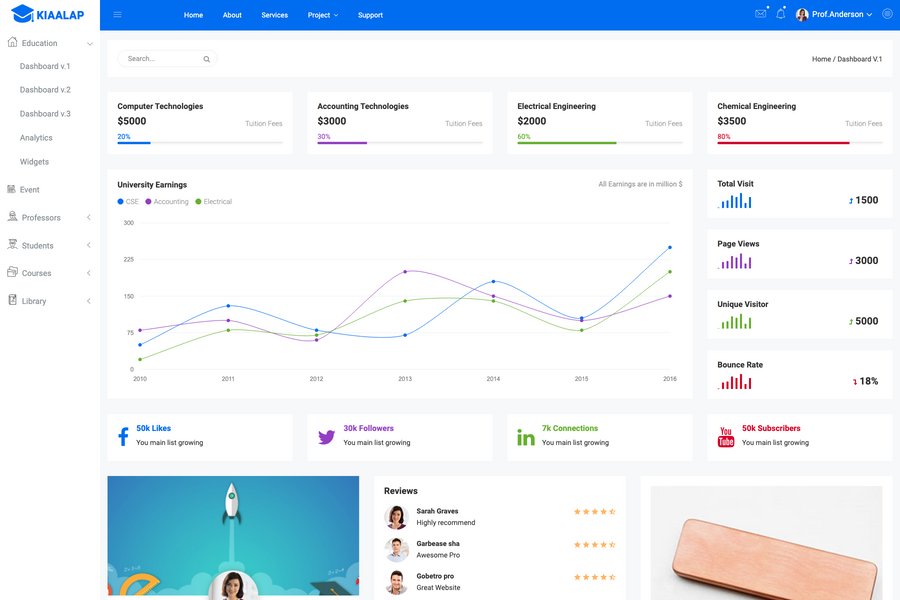 KIAALAP
Home
About
Services
Project
Support
Prof.Anderson
Education
Dashboard v.1
Dashboard v.2
Dashboard v.3
Analytics
Widgets
Event
Professors
Students
Courses
Library
Search...
Home / Dashboard V.1
Computer Technologies
$5000
Tuition Fees
20%
Accounting Technologies
$3000
Tuition Fees
30%
Electrical Engineering
$2000
Tuition Fees
60%
Chemical Engineering
$3500
Tuition Fees
80%
University Earnings
All Earnings are in million $
CSE
Accounting
Electrical
300
225
150
75
0
2010
2011
2012
2013
2014
2015
2016
Total Visit
1500
Page Views
3000
Unique Visitor
5000
Bounce Rate
18%
50k Likes
You main list growing
30k Followers
You main list growing
in
7k Connections
You main list growing
You
Tube
50k Subscribers
You main list growing
Reviews
Sarah Graves
Highly recommend
Garbease sha
Awesome Pro
Gobetro pro
Great Website